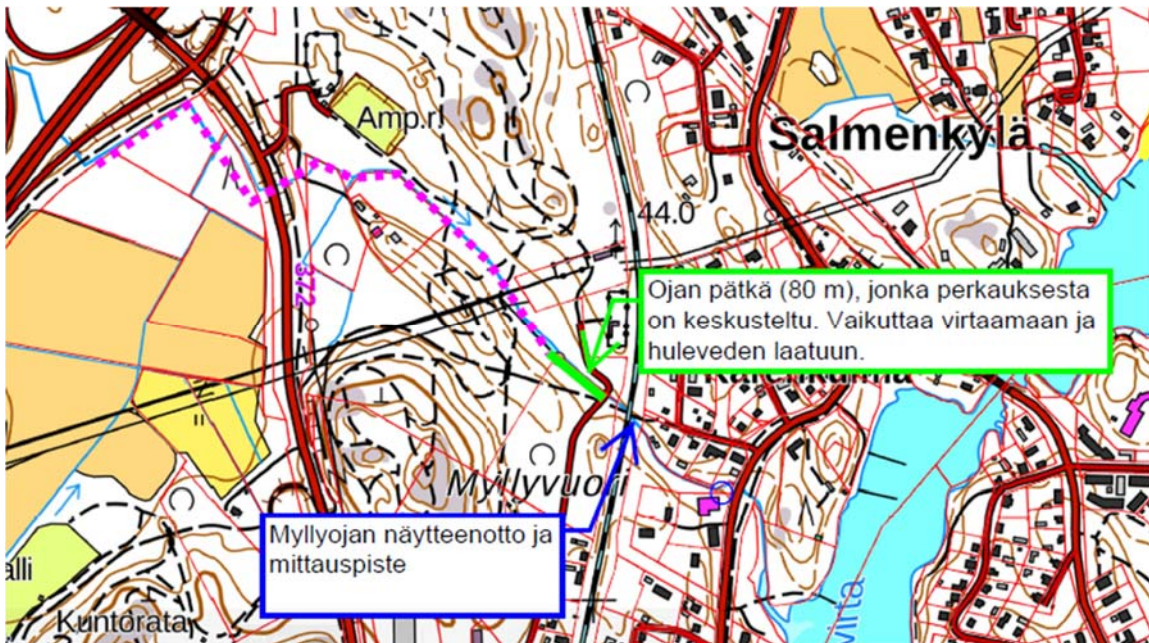 Amp.r
Salmenkylä
44.0
372
Ojan pätkä (80 m), jonka perkauksesta
on keskusteltu. Vaikuttaa virtaamaan ja
huleveden laatuun.
Myllyvuori
Myllyojan näytteenotto ja
mittauspiste
alli
Kuntorata